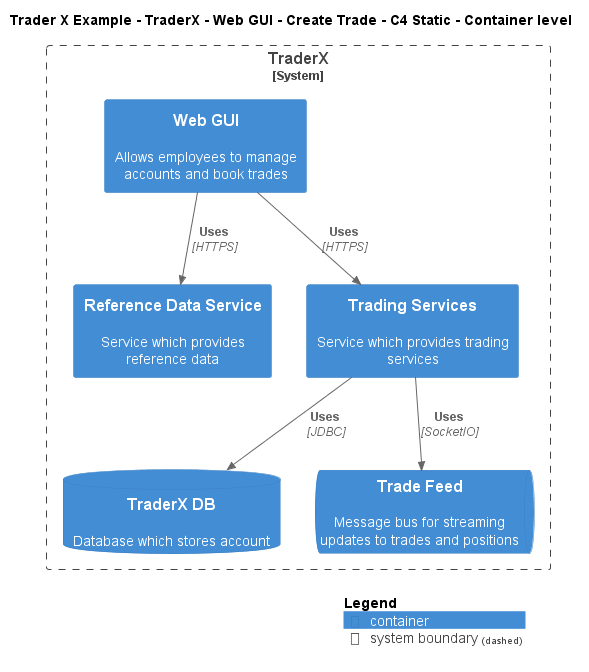 Trader X Example - TraderX - Web GUI - Create Trade - C4 Static - Container level
TraderX
[System]
Web GUI
Allows employees to manage
accounts and book trades
Uses
[HTTPS]
Uses
[HTTPS]
Reference Data Service
Service which provides
reference data
Trading Services
Service which provides trading
services
Uses
[JDBC]
Uses
[SocketIO]
TraderX DB
Database which stores account
Trade Feed
Message bus for streaming
updates to trades and positions
Legend
container
system boundary (dashed)